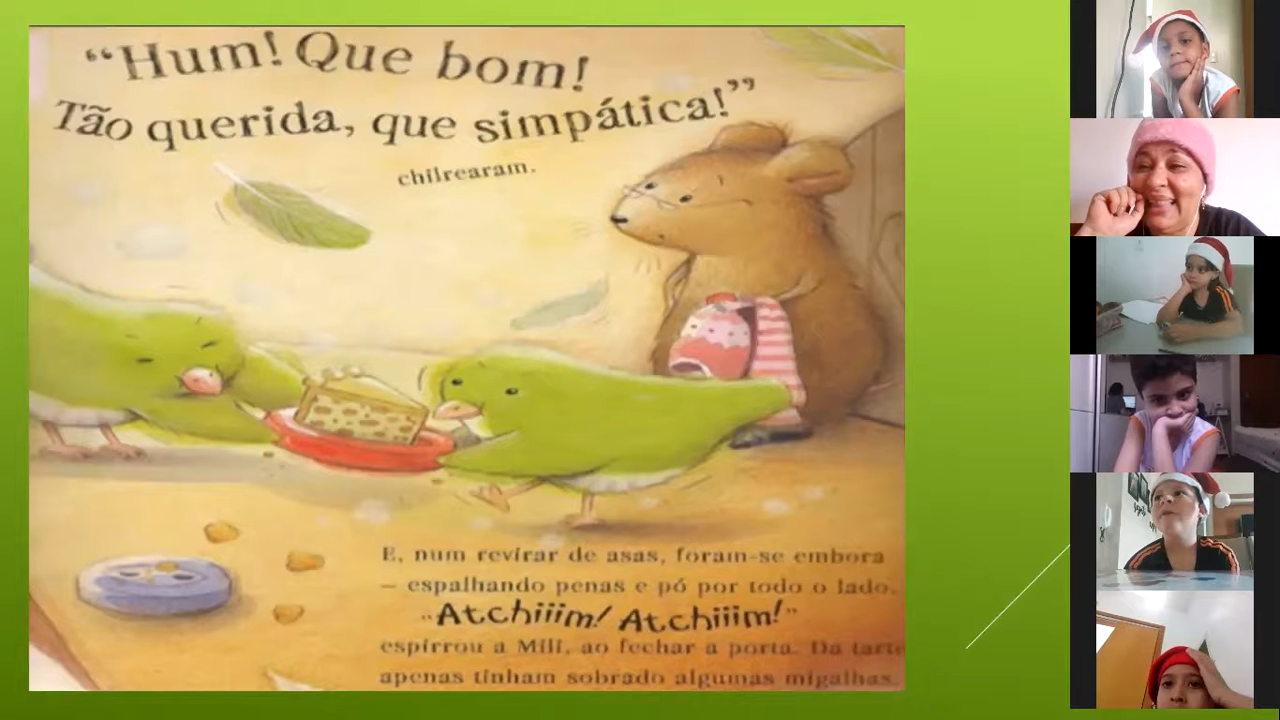 “Hum! Que bom!
Tão querida, que simpática!”
chilrearam.
E, num revirar de asas, foram-se embora
– espalhando penas e pó por todo o lado.
“Atchiiim! Atchiiim!”
espirrou a Mili, ao fechar a porta. Da tarte
apenas tinham sobrado algumas migalhas.